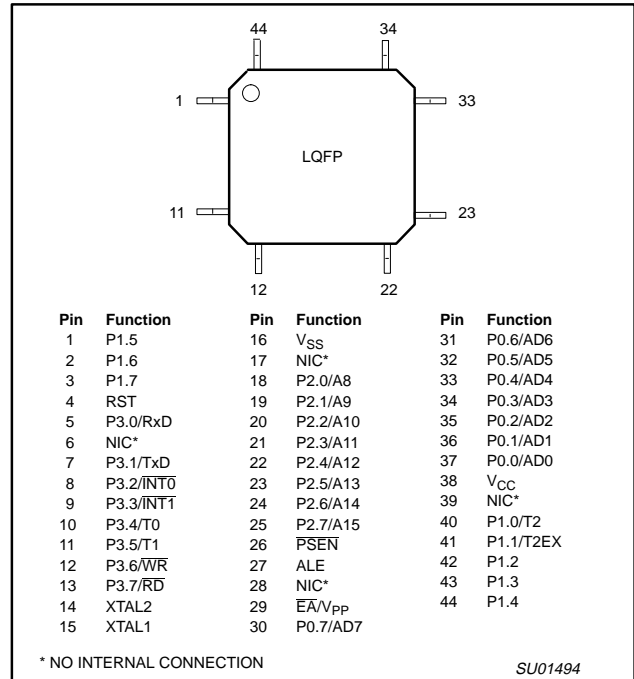 44 34
1 33
LQFP
11 23
12 22
Pin Function Pin Function Pin Function
1 P1.5 16 VSS 31 P0.6/AD6
2 P1.6 17 NIC* 32 P0.5/AD5
3 P1.7 18 P2.0/A8 33 P0.4/AD4
4 RST 19 P2.1/A9 34 P0.3/AD3
5 P3.0/RxD 20 P2.2/A10 35 P0.2/AD2
6 NIC* 21 P2.3/A11 36 P0.1/AD1
7 P3.1/TxD 22 P2.4/A12 37 P0.0/AD0
8 P3.2/I̅N̅T̅0̅ 23 P2.5/A13 38 VCC
9 P3.3/I̅N̅T̅1̅ 24 P2.6/A14 39 NIC*
10 P3.4/T0 25 P2.7/A15 40 P1.0/T2
11 P3.5/T1 26 P̅S̅E̅N̅ 41 P1.1/T2EX
12 P3.6/W̅R̅ 27 ALE 42 P1.2
13 P3.7/R̅D̅ 28 NIC* 43 P1.3
14 XTAL2 29 E̅A̅/VPP 44 P1.4
15 XTAL1 30 P0.7/AD7
* NO INTERNAL CONNECTION
SU01494